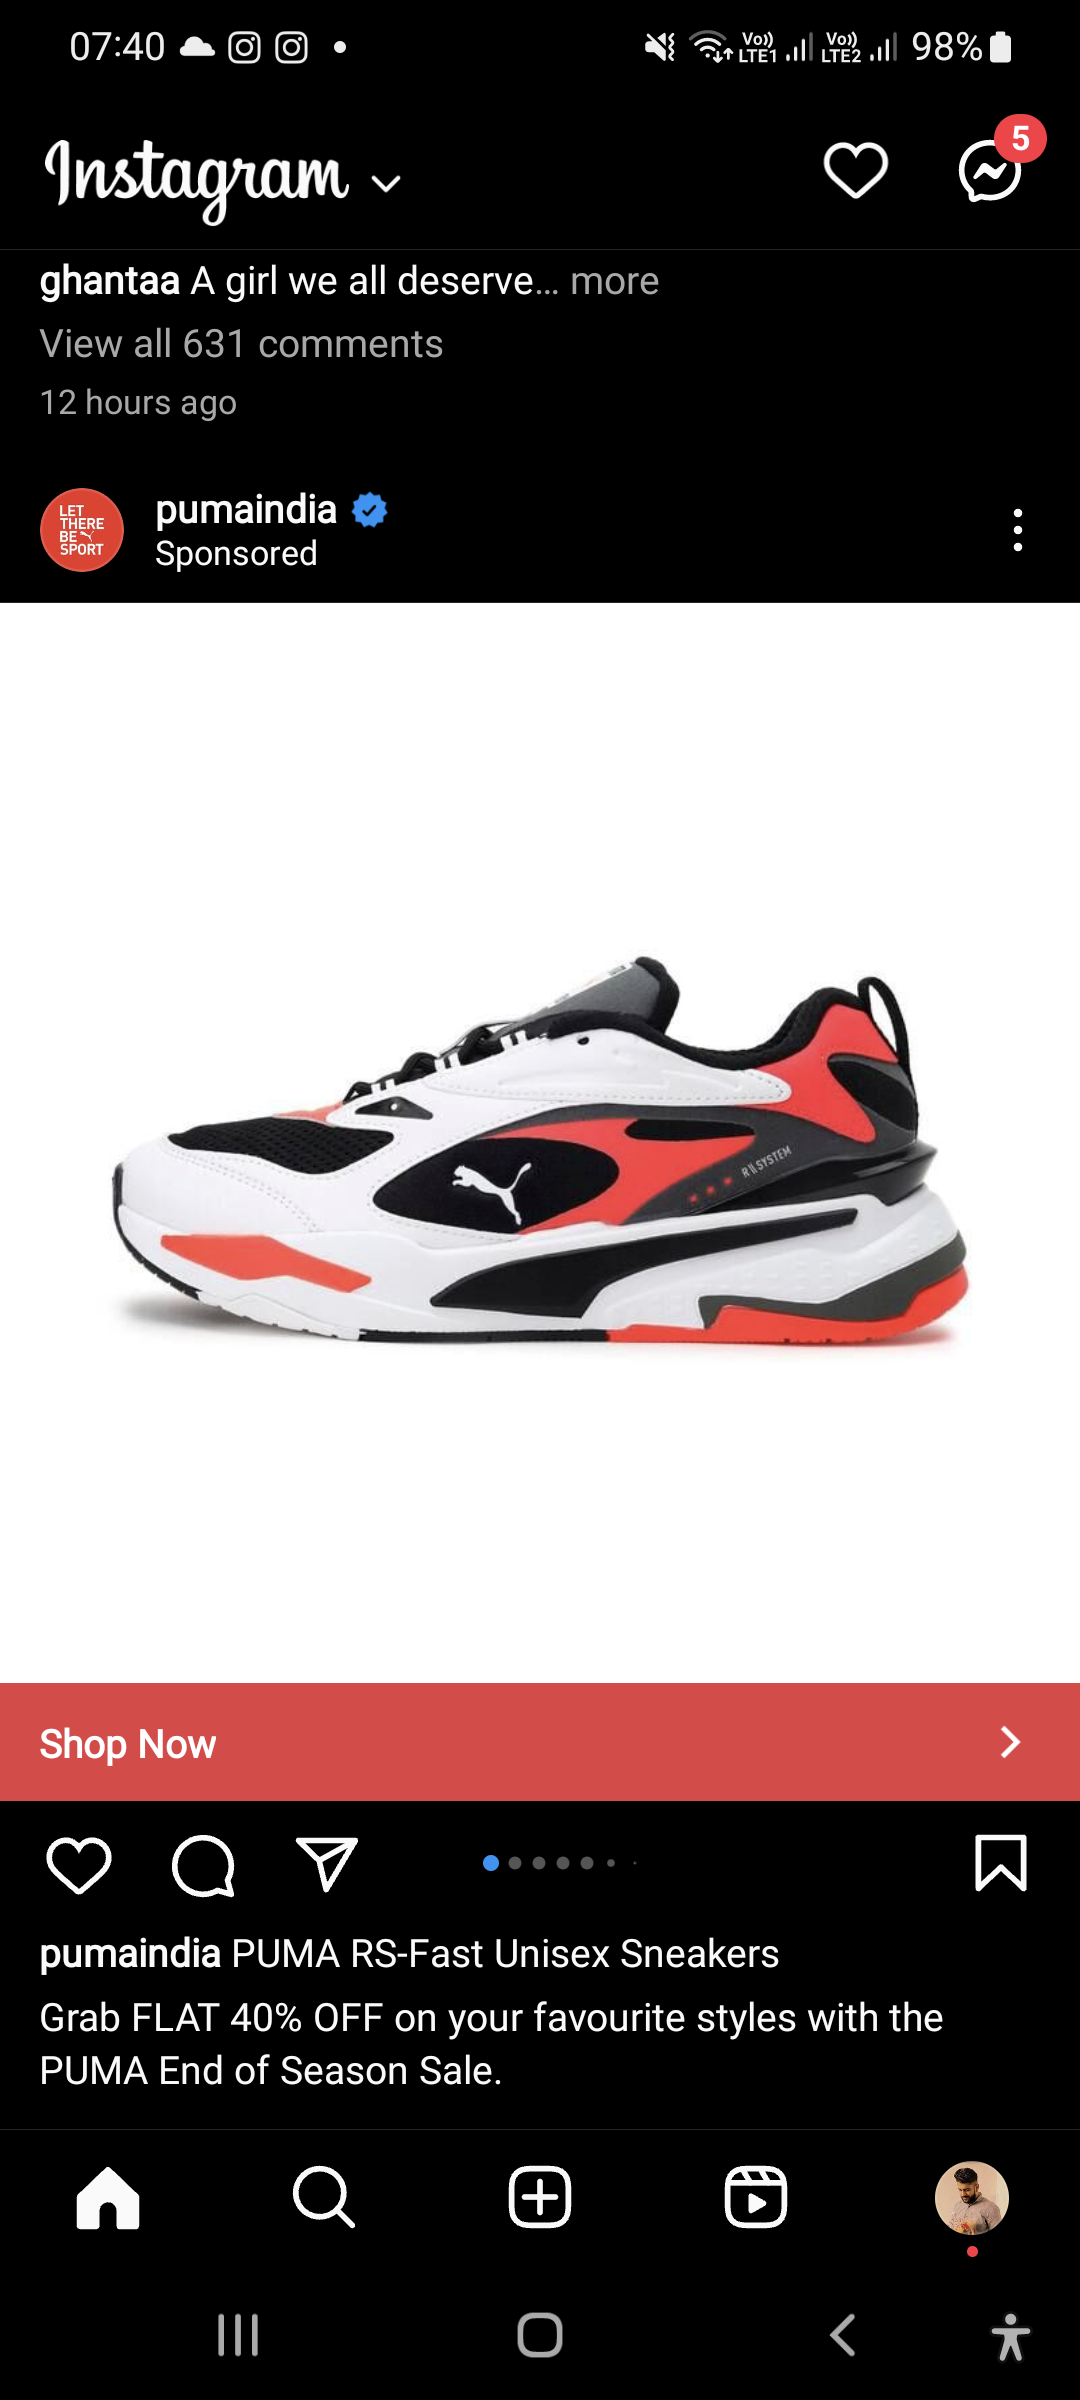 07:40
Vo)) LTE1 Vo)) LTE2 98%
Instagram
5
ghantaa A girl we all deserve... more
View all 631 comments
12 hours ago
LET
THERE
BE
SPORT
pumaindia
Sponsored
R SYSTEM
Shop Now
pumaindia PUMA RS-Fast Unisex Sneakers
Grab FLAT 40% OFF on your favourite styles with the
PUMA End of Season Sale.